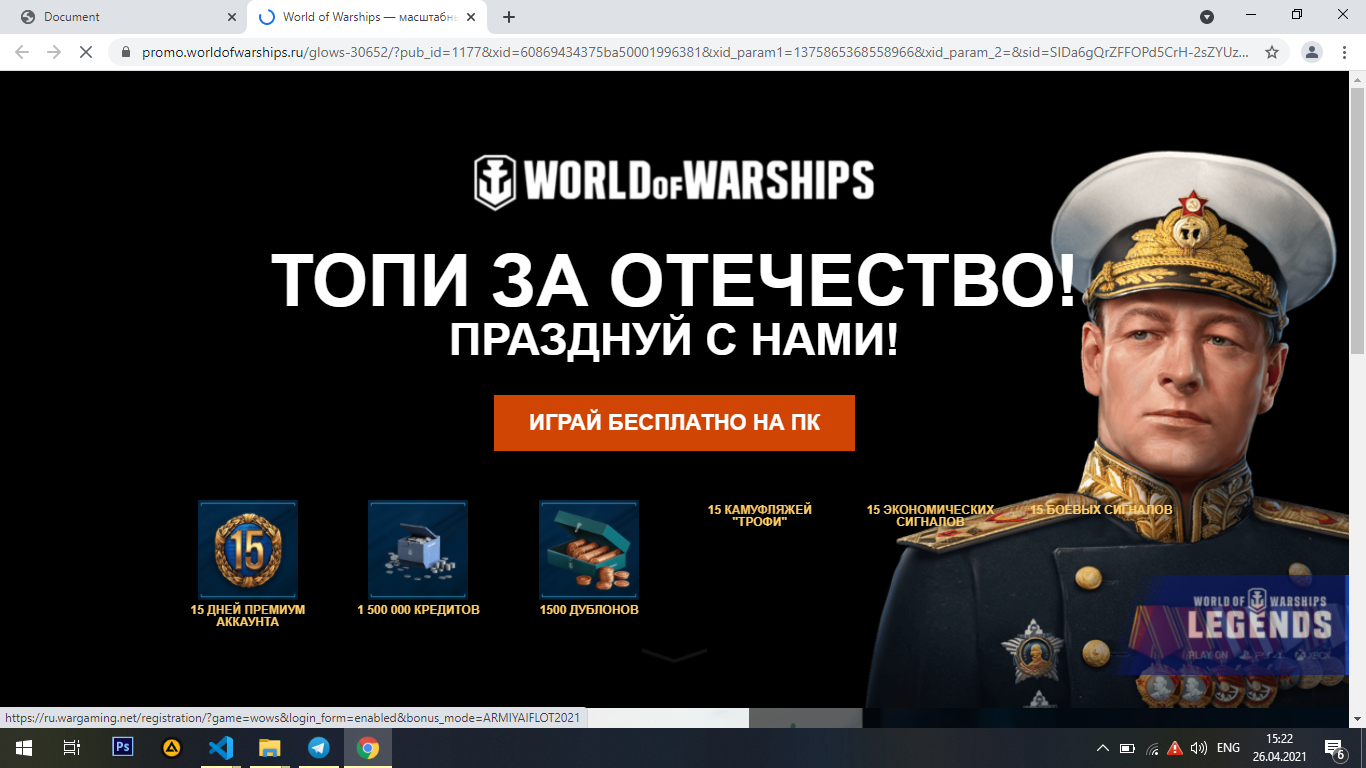 Document
World of Warships — масштабн
promo.worldofwarships.ru/glows-30652/?pub_id=1177&xid=60869434375ba50001996381&xid_param1=1375865368558966&xid_param_2=&sid=SIDa6gQrZFFOPd5CrH-2sZYUz...
WORLD OF WARSHIPS
ТОПИ ЗА ОТЕЧЕСТВО!
ПРАЗДНУЙ С НАМИ!
ИГРАЙ БЕСПЛАТНО НА ПК
15
15 ДНЕЙ ПРЕМИУМ
АККАУНТА
1 500 000 КРЕДИТОВ
1500 ДУБЛОНОВ
15 КАМУФЛЯЖЕЙ
"ТРОФИ"
15 ЭКОНОМИЧЕСКИХ
СИГНАЛОВ
15 БОЕВЫХ СИГНАЛОВ
WORLD OF WARSHIPS
LEGENDS
PLAY ON PS4 XBOX
https://ru.wargaming.net/registration/?game=wows&login_form=enabled&bonus_mode=ARMIYAIFLOT2021
Ps
ENG
15:22
26.04.2021
6